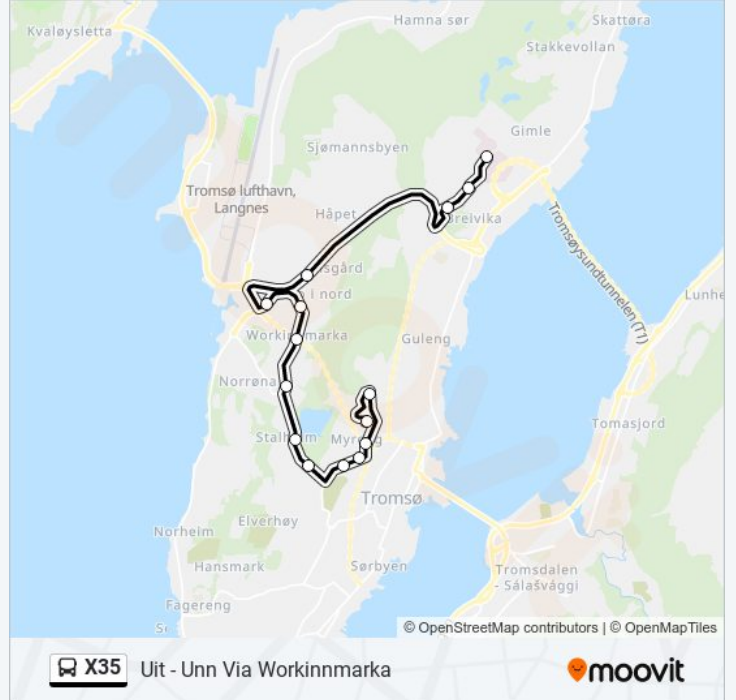 Hamna sør
Skattøra
Kvaløysletta
Stakkevollan
Gimle
Sjømannsbyen
Tromsø lufthavn,
Langnes
Håpet
Breivika
Tromsøysundtunnelen (T1)
sgård
i nord
Lunhe
Workinnmarka
Guleng
Norrøna
Tomasjord
Stalheim
Myreng
Tromsø
Elverhøy
Norheim
Hansmark
Sørbyen
Tromsdalen
- Sálašvággi
Fagereng
© OpenStreetMap contributors | © OpenMapTiles
X35 Uit - Unn Via Workinnmarka
moovit